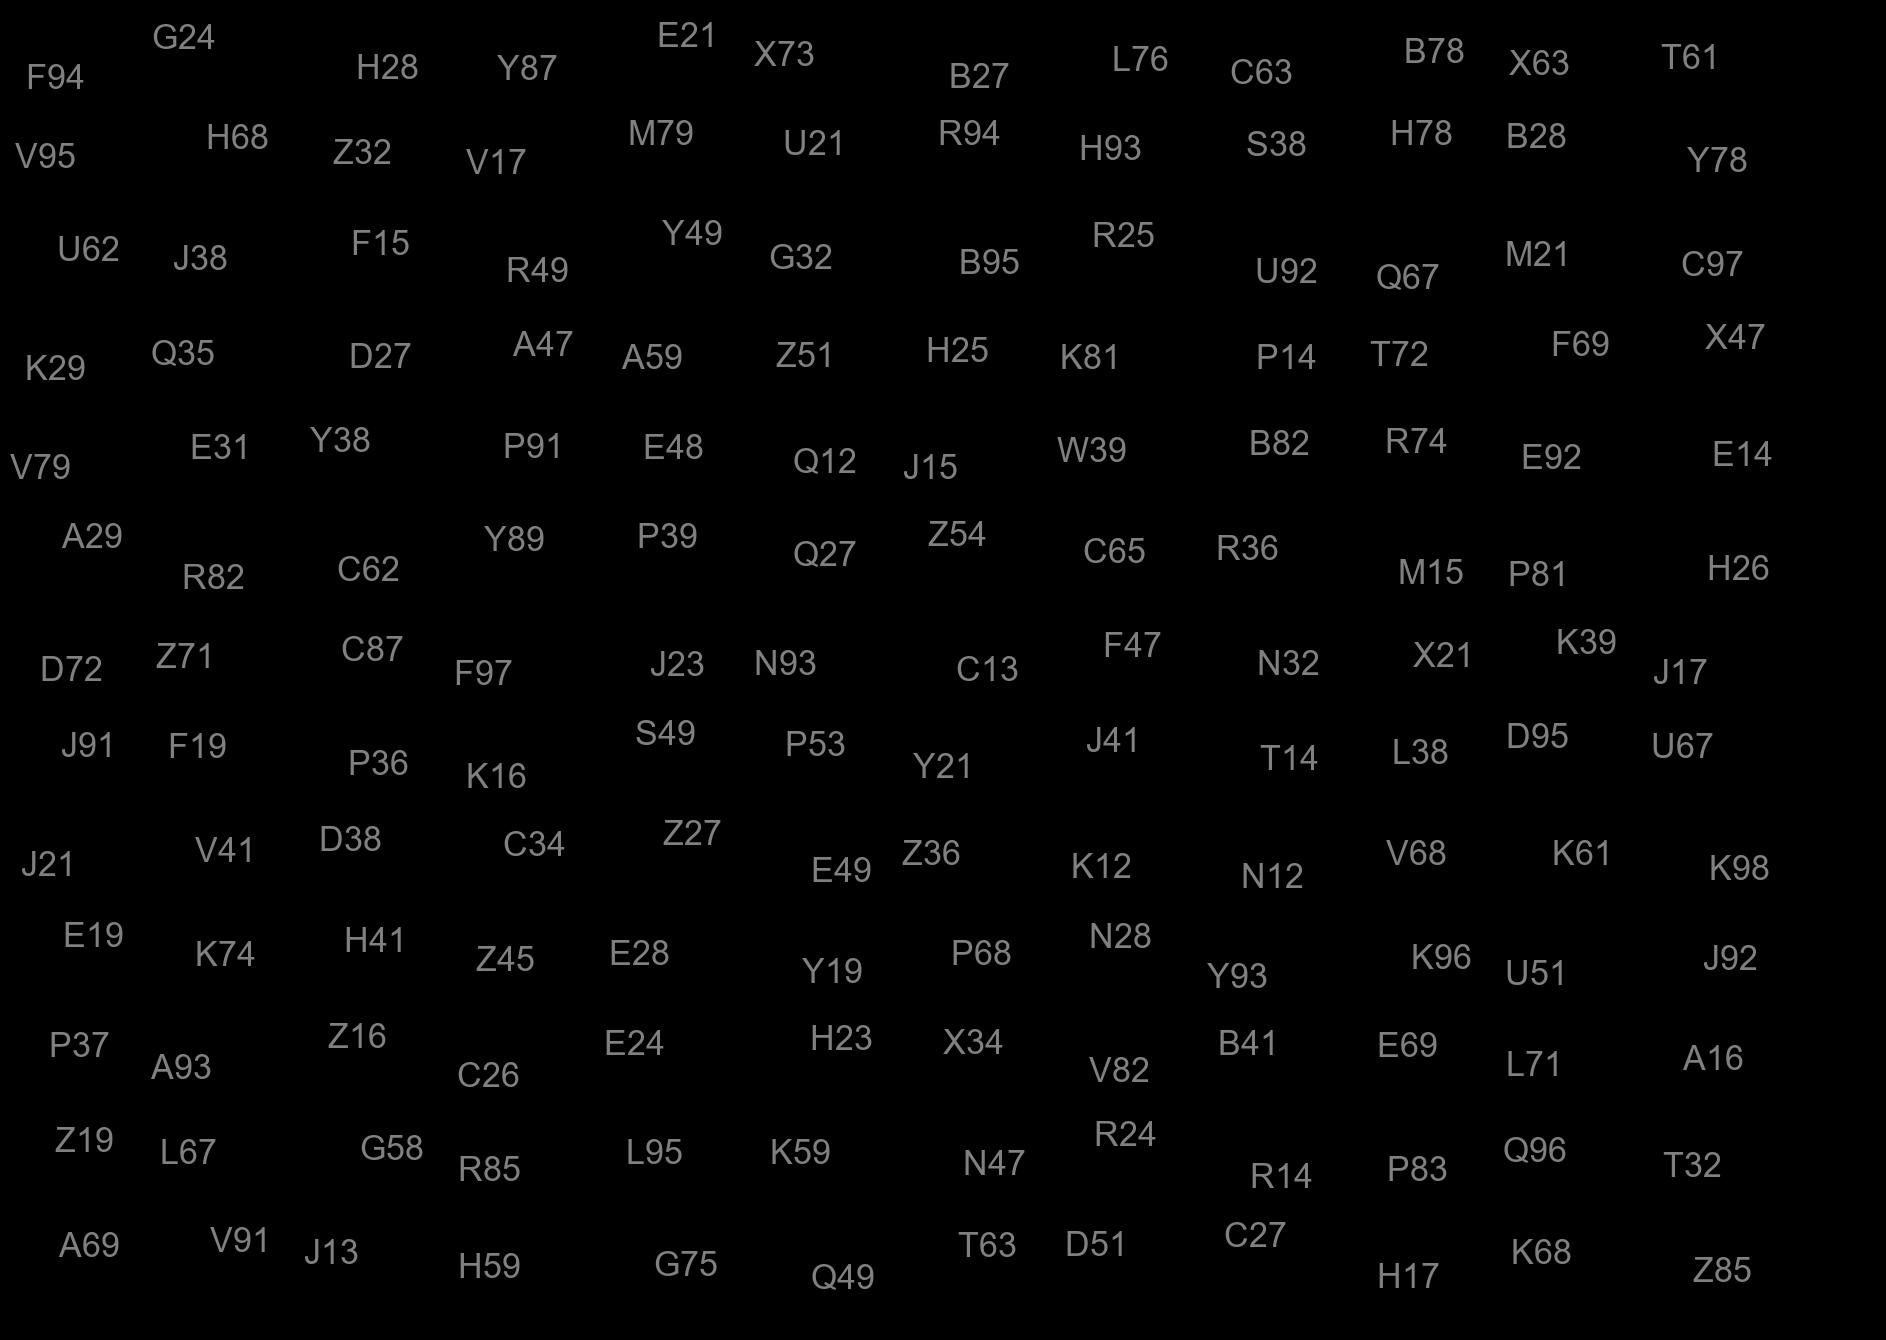 F94 G24 H28 Y87 E21 X73 B27 L76 C63 B78 X63 T61
V95 H68 Z32 V17 M79 U21 R94 H93 S38 H78 B28 Y78
U62 J38 F15 R49 Y49 G32 B95 R25 U92 Q67 M21 C97
K29 Q35 D27 A47 A59 Z51 H25 K81 P14 T72 F69 X47
V79 E31 Y38 P91 E48 Q12 J15 W39 B82 R74 E92 E14
A29 R82 C62 Y89 P39 Q27 Z54 C65 R36 M15 P81 H26
D72 Z71 C87 F97 J23 N93 C13 F47 N32 X21 K39 J17
J91 F19 P36 K16 S49 P53 Y21 J41 T14 L38 D95 U67
J21 V41 D38 C34 Z27 E49 Z36 K12 N12 V68 K61 K98
E19 K74 H41 Z45 E28 Y19 P68 N28 Y93 K96 U51 J92
P37 A93 Z16 C26 E24 H23 X34 V82 B41 E69 L71 A16
Z19 L67 G58 R85 L95 K59 N47 R24 R14 P83 Q96 T32
A69 V91 J13 H59 G75 Q49 T63 D51 C27 H17 K68 Z85